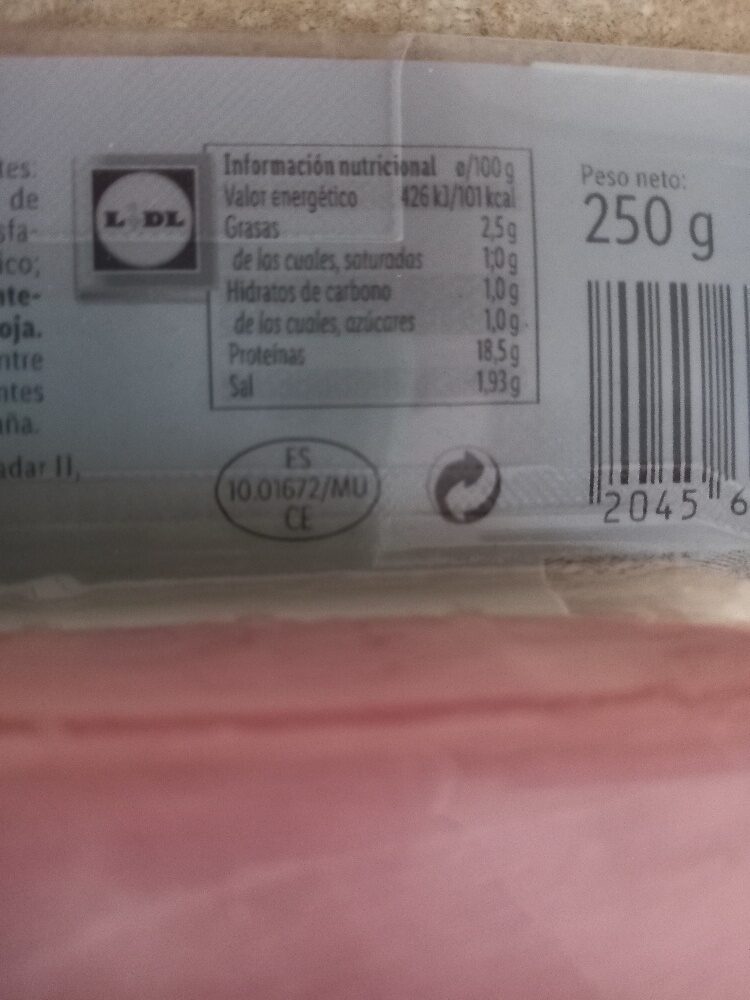 tes:
de
sfa-
ico;
nte-
oja.
ntre
ntes
aña.
adar 11,
LIDL
Información nutricional ø/100 g
Valor energético 426 kJ/101 kcal
Grasas 2,5 g
de las cuales, saturadas 1,0 g
Hidratos de carbono 1,0 g
de los cuales, azúcares 1,0 g
Proteínas 18,5 g
Sal 1,93 g
ES
10.01672/MU
CE
Peso neto:
250 g
2045 6